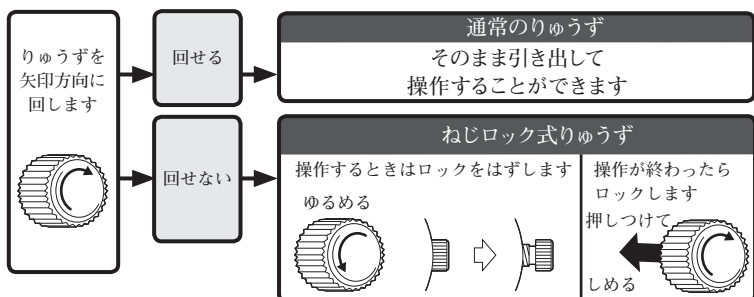 りゅうずを
矢印方向に
回します
回せる
通常のりゅうず
そのまま引き出して
操作することができます
回せない
ねじロック式りゅうず
操作するときはロックをはずします
ゆるめる
操作が終わったら
ロックします
押しつけて
しめる